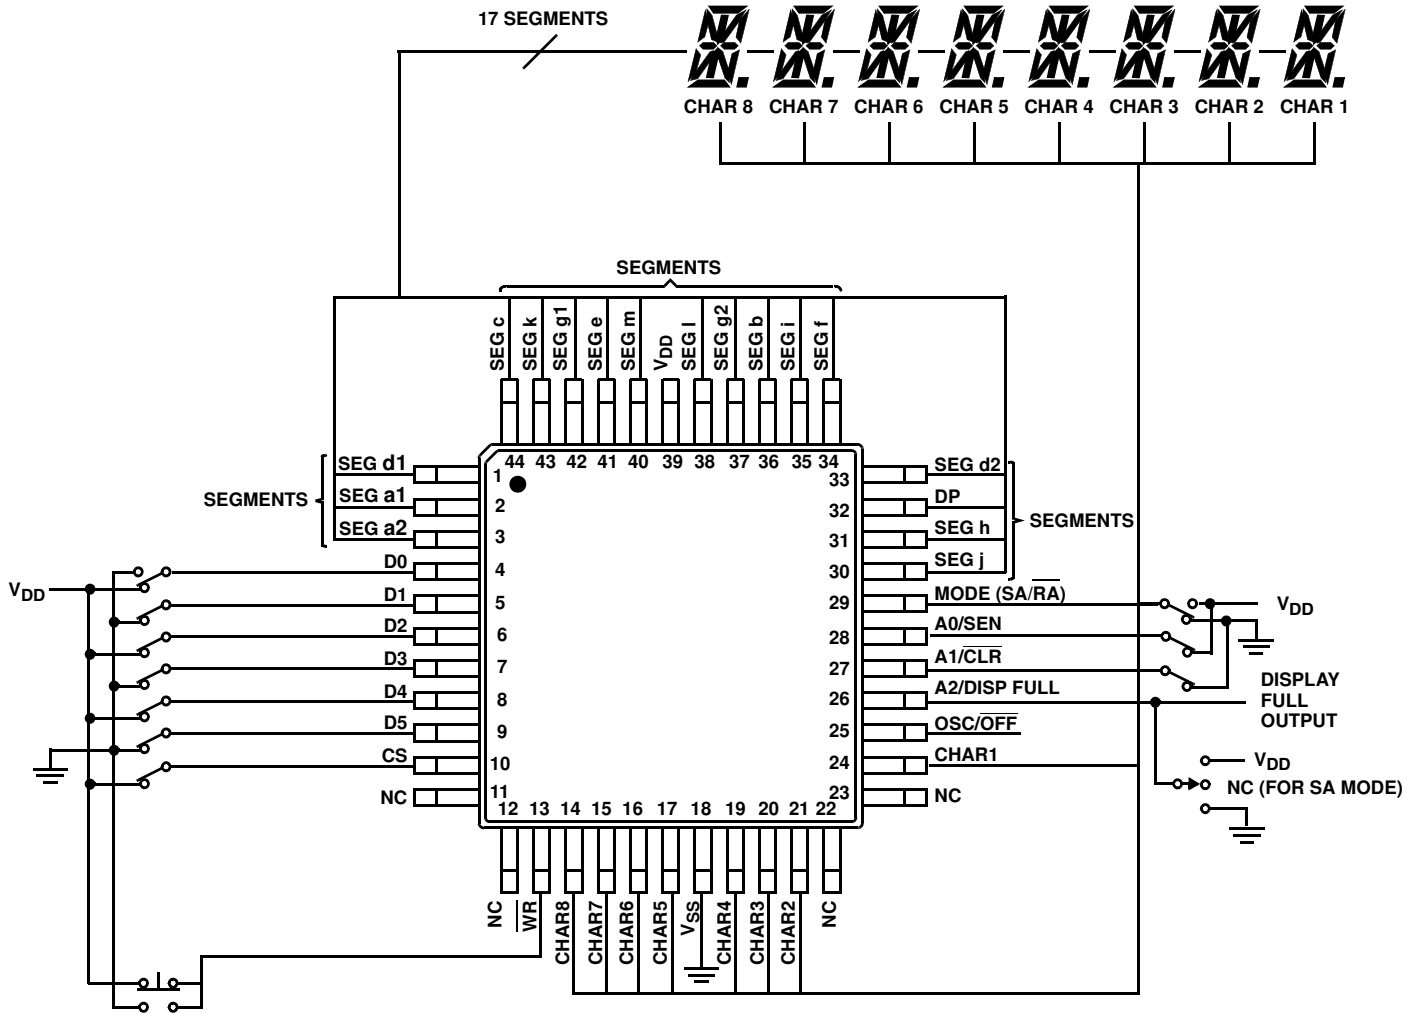 17 SEGMENTS
CHAR 8 CHAR 7 CHAR 6 CHAR 5 CHAR 4 CHAR 3 CHAR 2 CHAR 1
SEGMENTS
SEG c SEG k SEG g1 SEG e SEG m VDD SEG l SEG g2 SEG b SEG i SEG f
44 43 42 41 40 39 38 37 36 35 34
SEGMENTS
SEG d1 1
SEG a1 2
SEG a2 3
D0 4
D1 5
D2 6
D3 7
D4 8
D5 9
CS 10
NC 11
VDD
33 SEG d2
32 DP
31 SEG h
30 SEG j
SEGMENTS
29 MODE (SA/R̅A̅)
28 A0/SEN
27 A1/C̅L̅R̅
26 A2/DISP FULL
25 OSC/O̅F̅F̅
24 CHAR1
23 NC
VDD
DISPLAY
FULL
OUTPUT
VDD
NC (FOR SA MODE)
12 13 14 15 16 17 18 19 20 21 22
NC W̅R̅ CHAR8 CHAR7 CHAR6 CHAR5 VSS CHAR4 CHAR3 CHAR2 NC